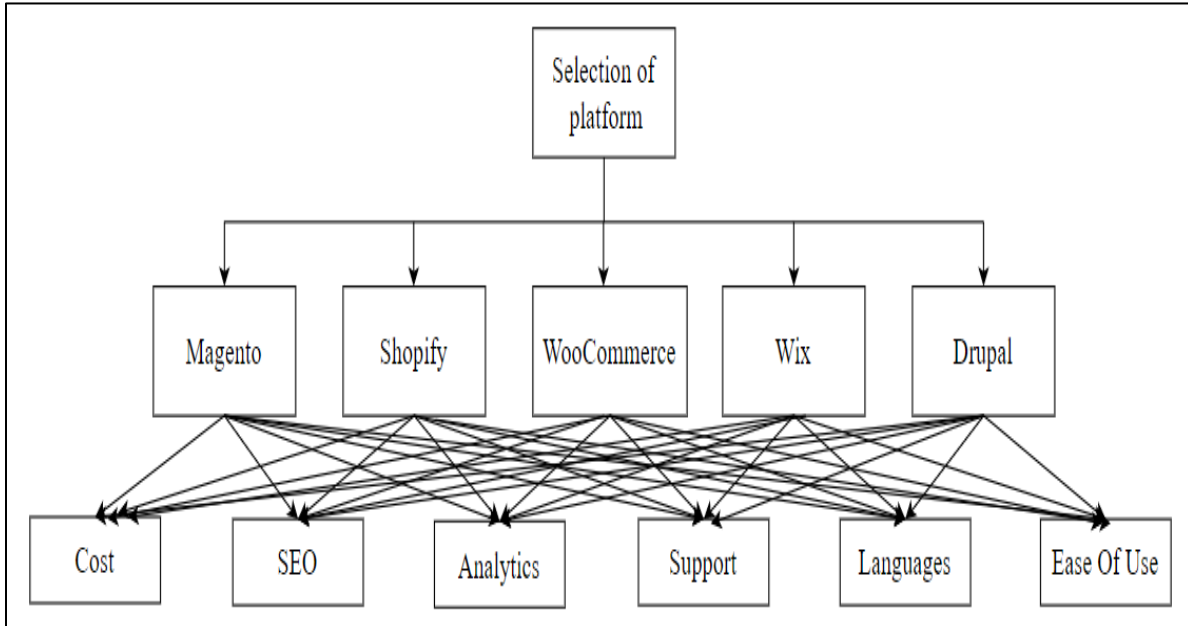 Selection of
platform
Magento
Shopify
WooCommerce
Wix
Drupal
Cost
SEO
Analytics
Support
Languages
Ease Of Use